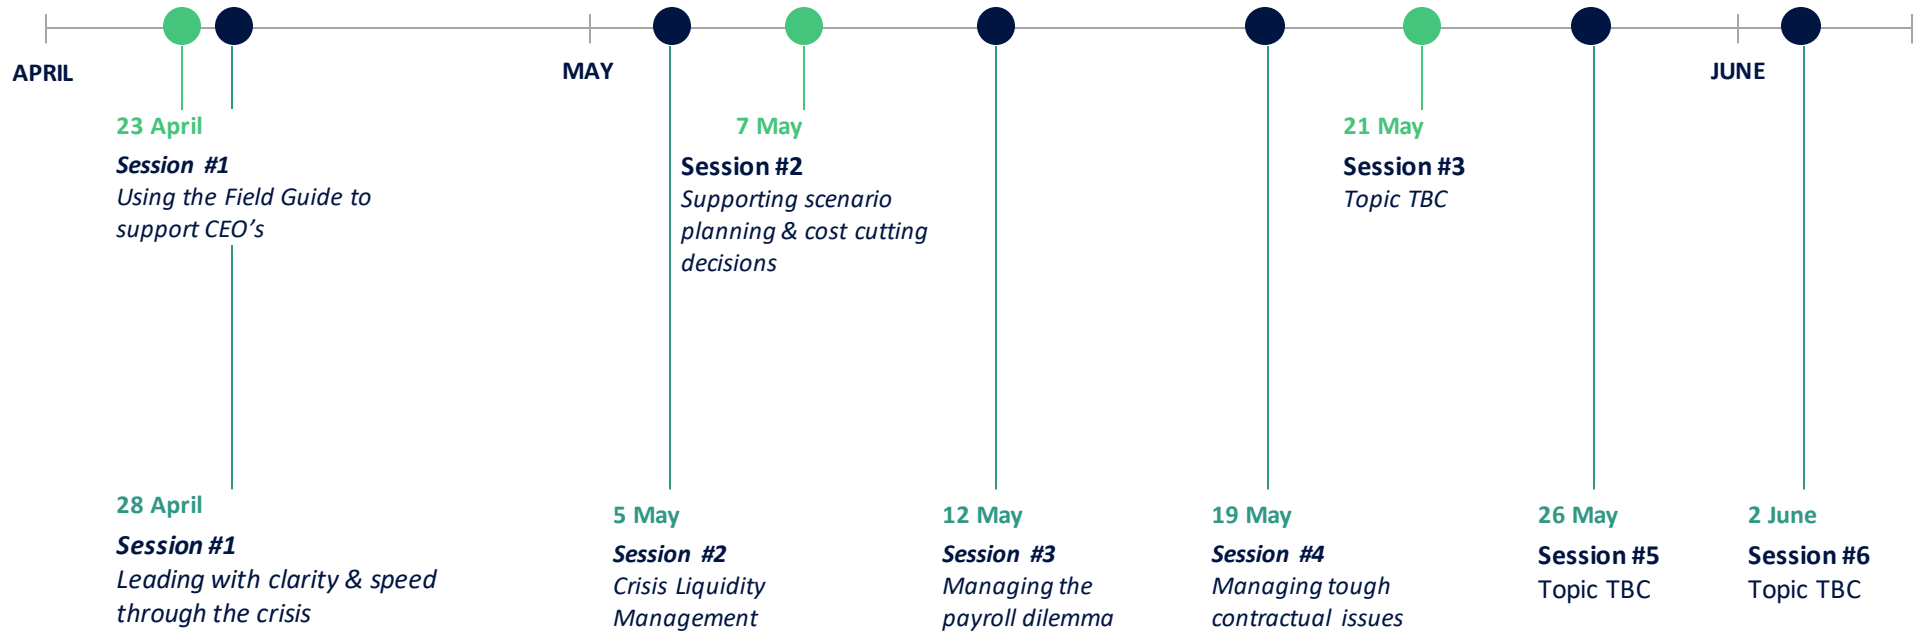 APRIL
MAY
JUNE
23 April
Session #1
Using the Field Guide to
support CEO’s
7 May
Session #2
Supporting scenario
planning & cost cutting
decisions
21 May
Session #3
Topic TBC
28 April
Session #1
Leading with clarity & speed
through the crisis
5 May
Session #2
Crisis Liquidity
Management
12 May
Session #3
Managing the
payroll dilemma
19 May
Session #4
Managing tough
contractual issues
26 May
Session #5
Topic TBC
2 June
Session #6
Topic TBC